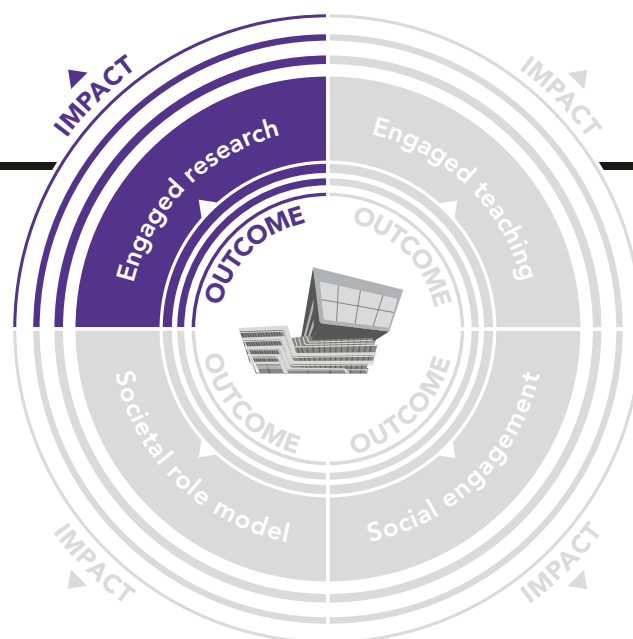 IMPACT
Engaged research
OUTCOME
IMPACT
Engaged teaching
OUTCOME
Societal role model
OUTCOME
IMPACT
Social engagement
OUTCOME
IMPACT